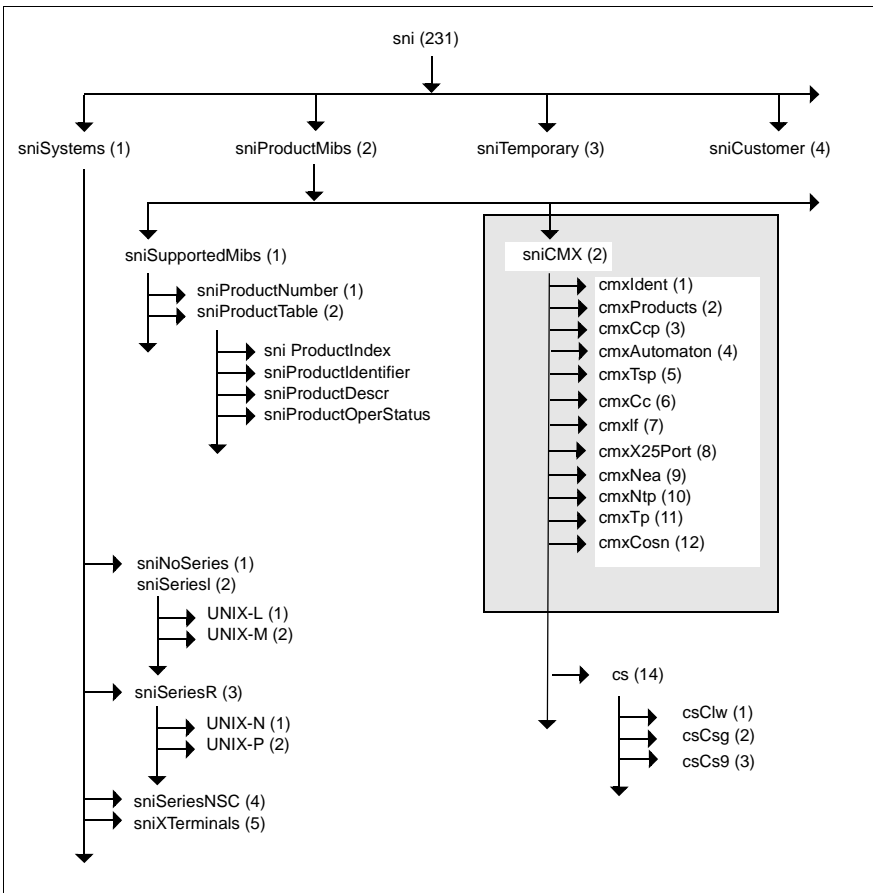 sni (231)
sniSystems (1)
sniProductMibs (2)
sniTemporary (3)
sniCustomer (4)
sniSupportedMibs (1)
sniProductNumber (1)
sniProductTable (2)
sni ProductIndex
sniProductIdentifier
sniProductDescr
sniProductOperStatus
sniCMX (2)
cmxIdent (1)
cmxProducts (2)
cmxCcp (3)
cmxAutomaton (4)
cmxTsp (5)
cmxCc (6)
cmxIf (7)
cmxX25Port (8)
cmxNea (9)
cmxNtp (10)
cmxTp (11)
cmxCosn (12)
cs (14)
csClw (1)
csCsg (2)
csCs9 (3)
sniNoSeries (1)
sniSeriesI (2)
UNIX-L (1)
UNIX-M (2)
sniSeriesR (3)
UNIX-N (1)
UNIX-P (2)
sniSeriesNSC (4)
sniXTerminals (5)